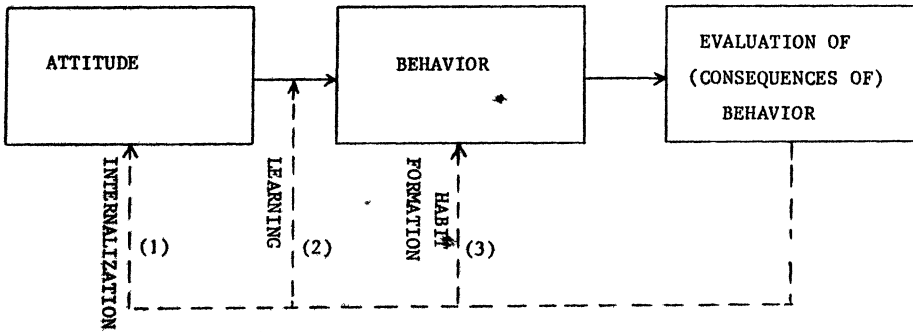 ATTITUDE
BEHAVIOR
EVALUATION OF
(CONSEQUENCES OF)
BEHAVIOR
INTERNALIZATION
(1)
LEARNING
(2)
HABIT
FORMATION
(3)